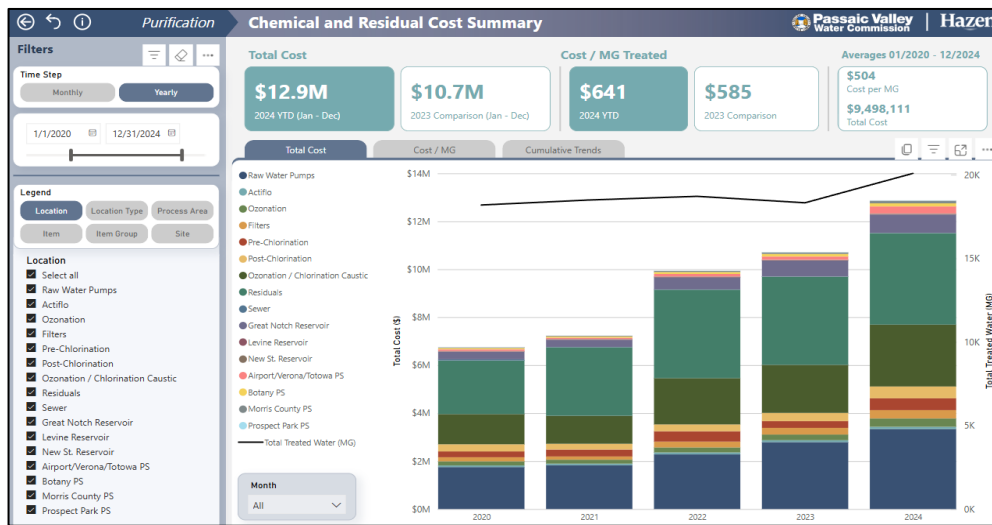 Purification
Chemical and Residual Cost Summary
Passaic Valley
Water Commission
Hazen
Filters
Time Step
Monthly
Yearly
1/1/2020
12/31/2024
Legend
Location
Location Type
Process Area
Item
Item Group
Site
Location
Select all
Raw Water Pumps
Actiflo
Ozonation
Filters
Pre-Chlorination
Post-Chlorination
Ozonation / Chlorination Caustic
Residuals
Sewer
Great Notch Reservoir
Levine Reservoir
New St. Reservoir
Airport/Verona/Totowa PS
Botany PS
Morris County PS
Prospect Park PS
Total Cost
$12.9M
2024 YTD (Jan - Dec)
$10.7M
2023 Comparison (Jan - Dec)
Cost / MG Treated
$641
2024 YTD
$585
2023 Comparison
Averages 01/2020 - 12/2024
$504
Cost per MG
$9,498,111
Total Cost
Total Cost
Cost / MG
Cumulative Trends
Raw Water Pumps
Actiflo
Ozonation
Filters
Pre-Chlorination
Post-Chlorination
Ozonation / Chlorination Caustic
Residuals
Sewer
Great Notch Reservoir
Levine Reservoir
New St. Reservoir
Airport/Verona/Totowa PS
Botany PS
Morris County PS
Prospect Park PS
Total Treated Water (MG)
Month
All
Total Cost ($)
$14M
$12M
$10M
$8M
$6M
$4M
$2M
$0M
2020
2021
2022
2023
2024
20K
15K
10K
5K
0K
Total Treated Water (MG)